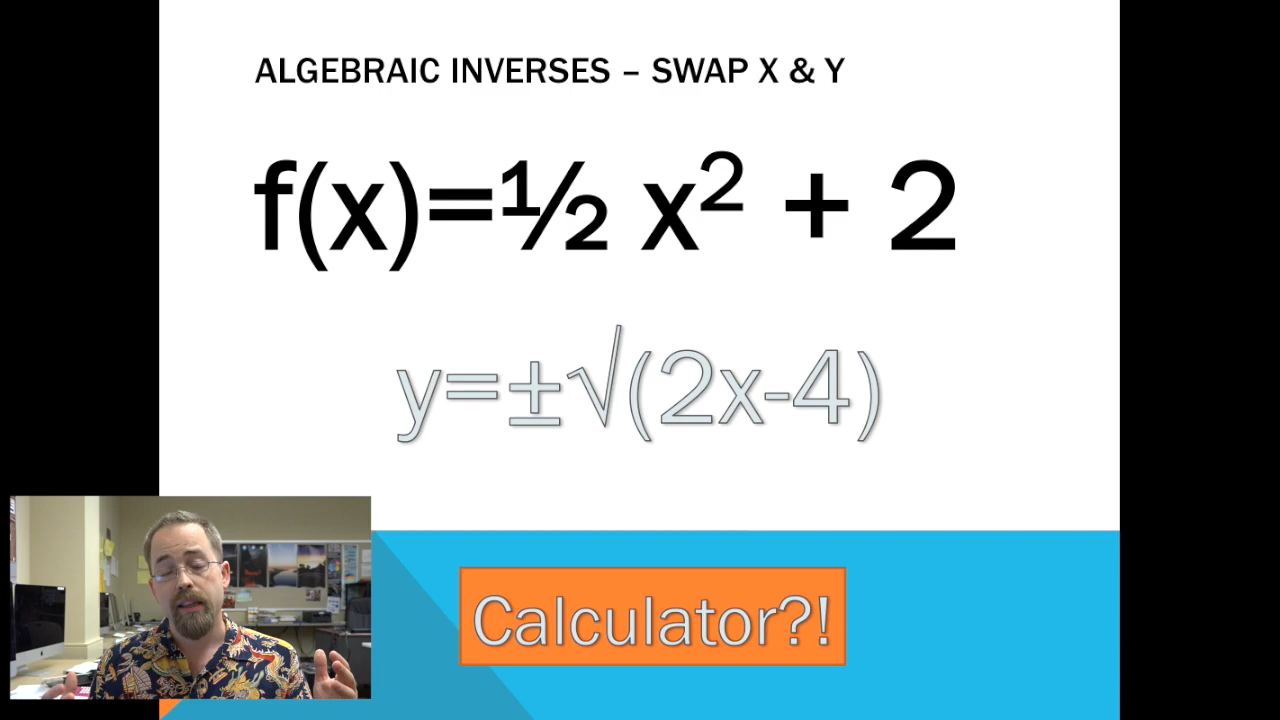 ALGEBRAIC INVERSES – SWAP X & Y
f(x)=½ x² + 2
y=±√(2x-4)
Calculator?!